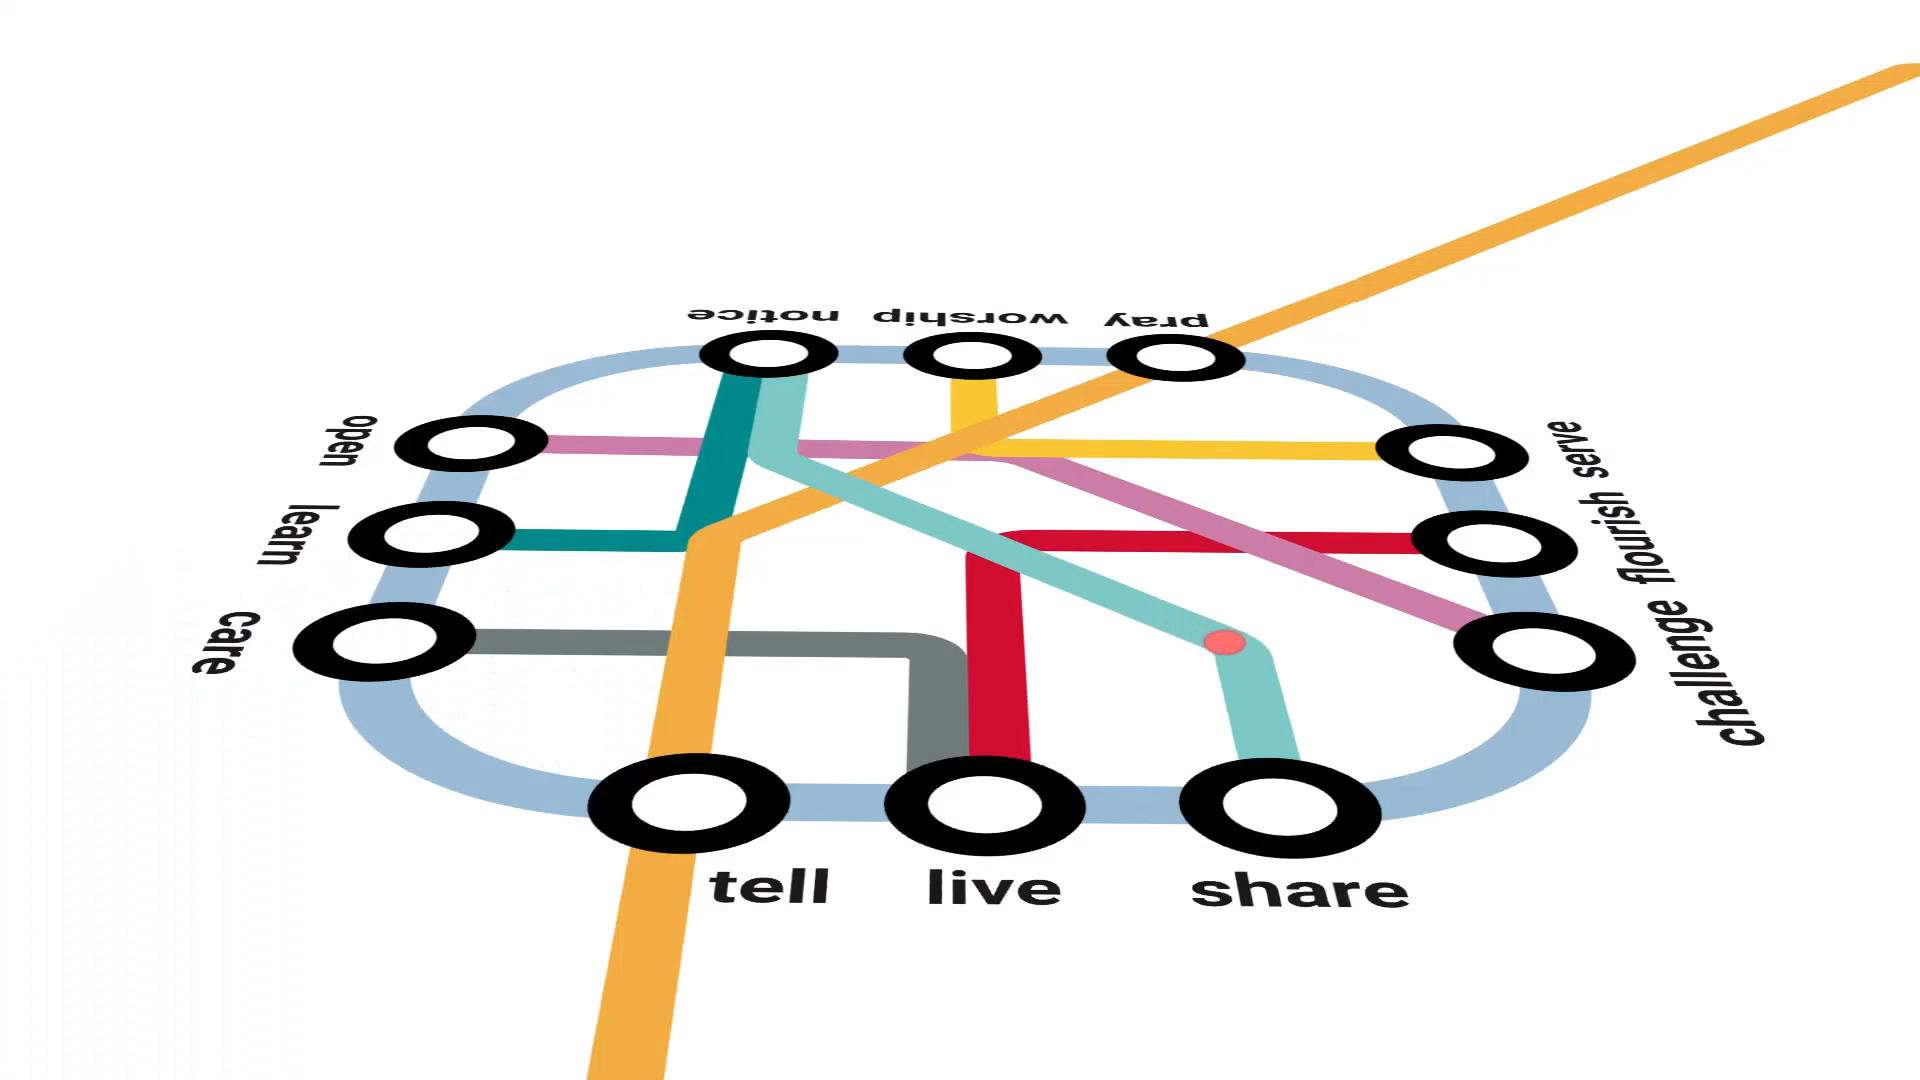 notice
worship
pray
open
learn
care
serve
flourish
challenge
tell
live
share